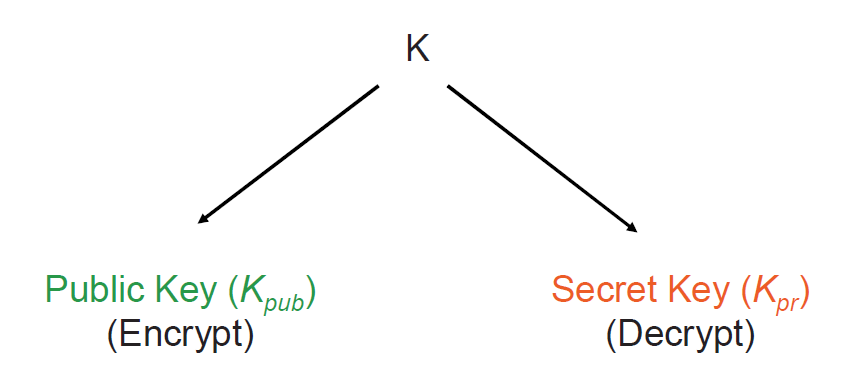 K
Public Key (Kpub)
(Encrypt)
Secret Key (Kpr)
(Decrypt)